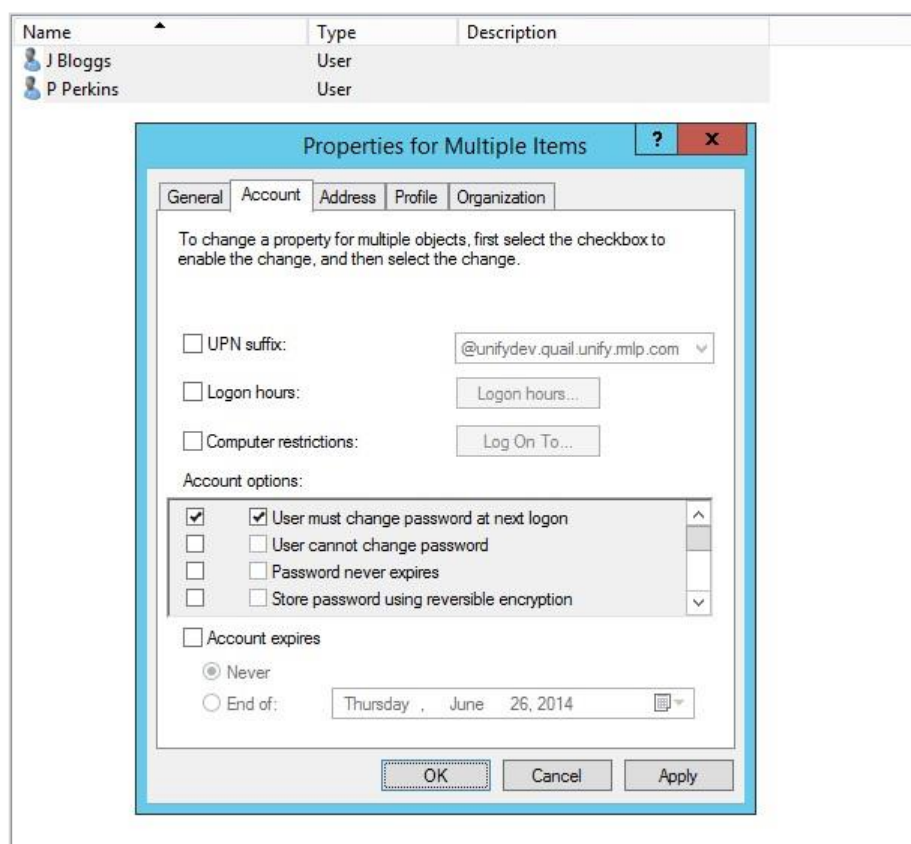 Name Type Description
J Bloggs User
P Perkins User
Properties for Multiple Items ? x
General Account Address Profile Organization
To change a property for multiple objects, first select the checkbox to
enable the change, and then select the change.
UPN suffix: @unifydev.quail.unify.mlp.com
Logon hours: Logon hours...
Computer restrictions: Log On To...
Account options:
User must change password at next logon
User cannot change password
Password never expires
Store password using reversible encryption
Account expires
Never
End of: Thursday , June 26, 2014
OK Cancel Apply